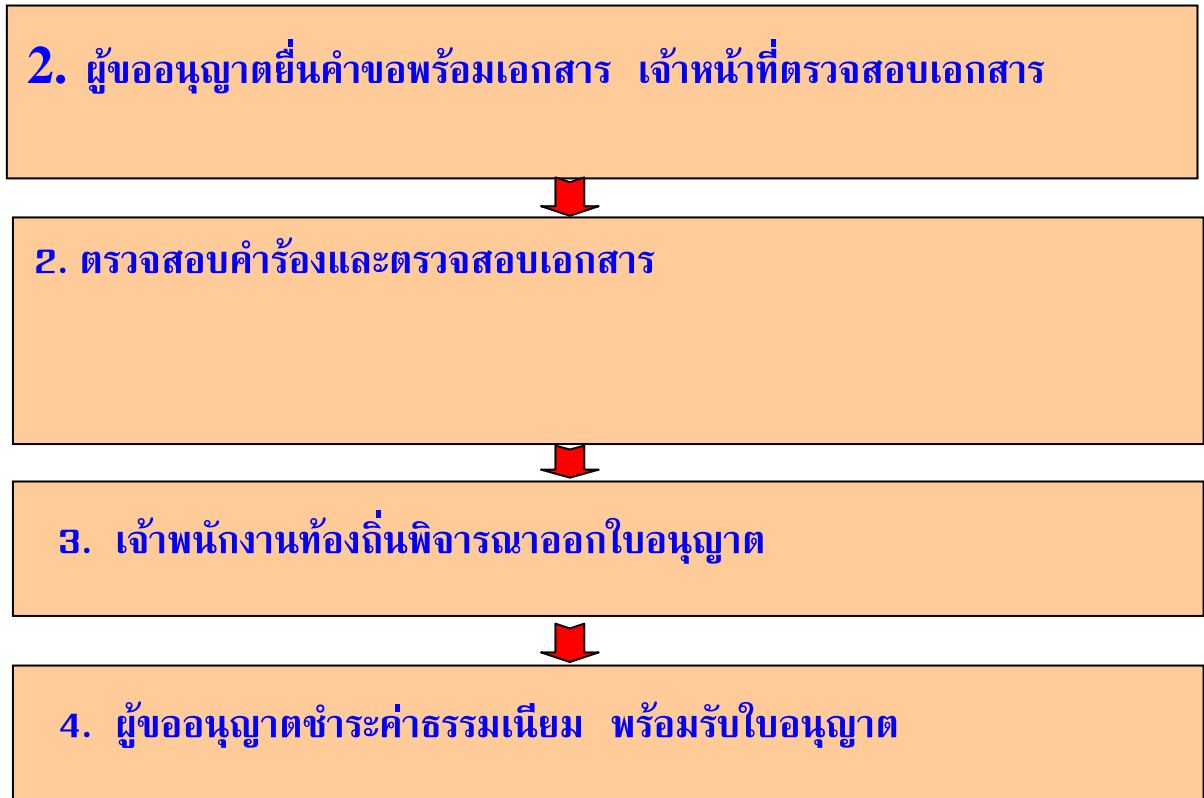 2. ผู้ขออนุญาตยื่นคำขอพร้อมเอกสาร เจ้าหน้าที่ตรวจสอบเอกสาร
2. ตรวจสอบคำร้องและตรวจสอบเอกสาร
3. เจ้าพนักงานท้องถิ่นพิจารณาออกใบอนุญาต
4. ผู้ขออนุญาตชำระค่าธรรมเนียม พร้อมรับใบอนุญาต